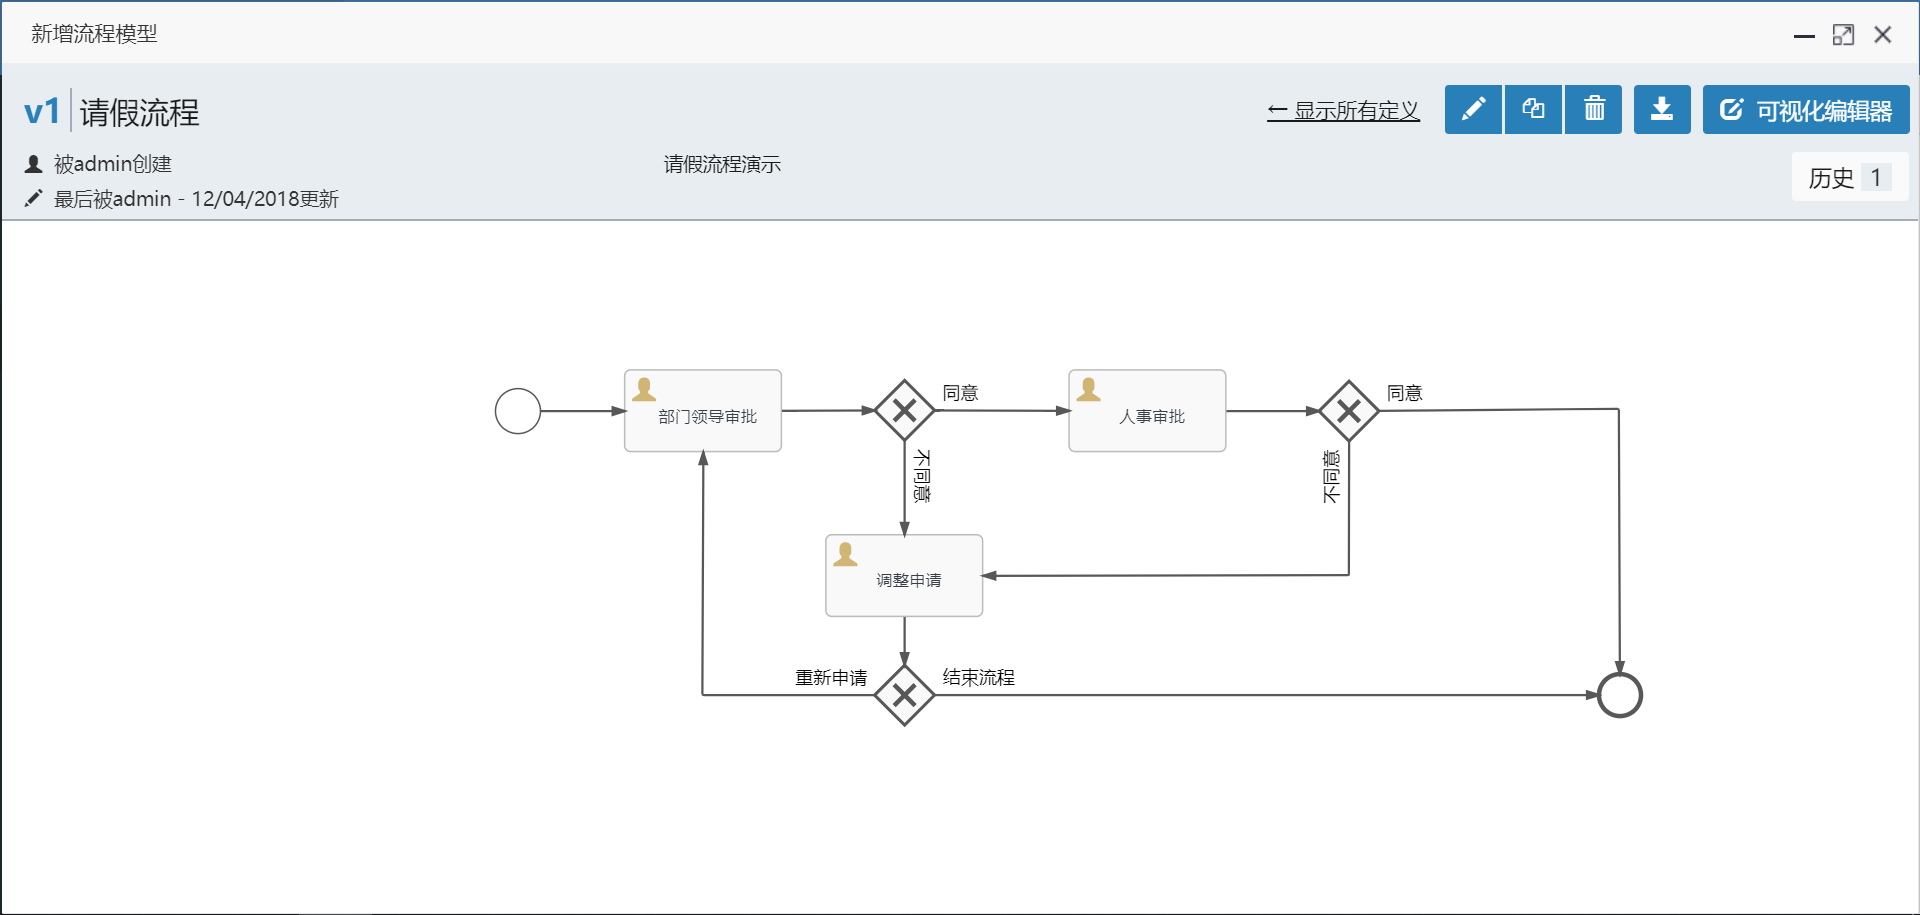 新增流程模型
v1 请假流程
← 显示所有定义
可视化编辑器
被admin创建
请假流程演示
历史 1
最后被admin - 12/04/2018更新
部门领导审批
同意
人事审批
同意
不同意
不同意
调整申请
重新申请
结束流程